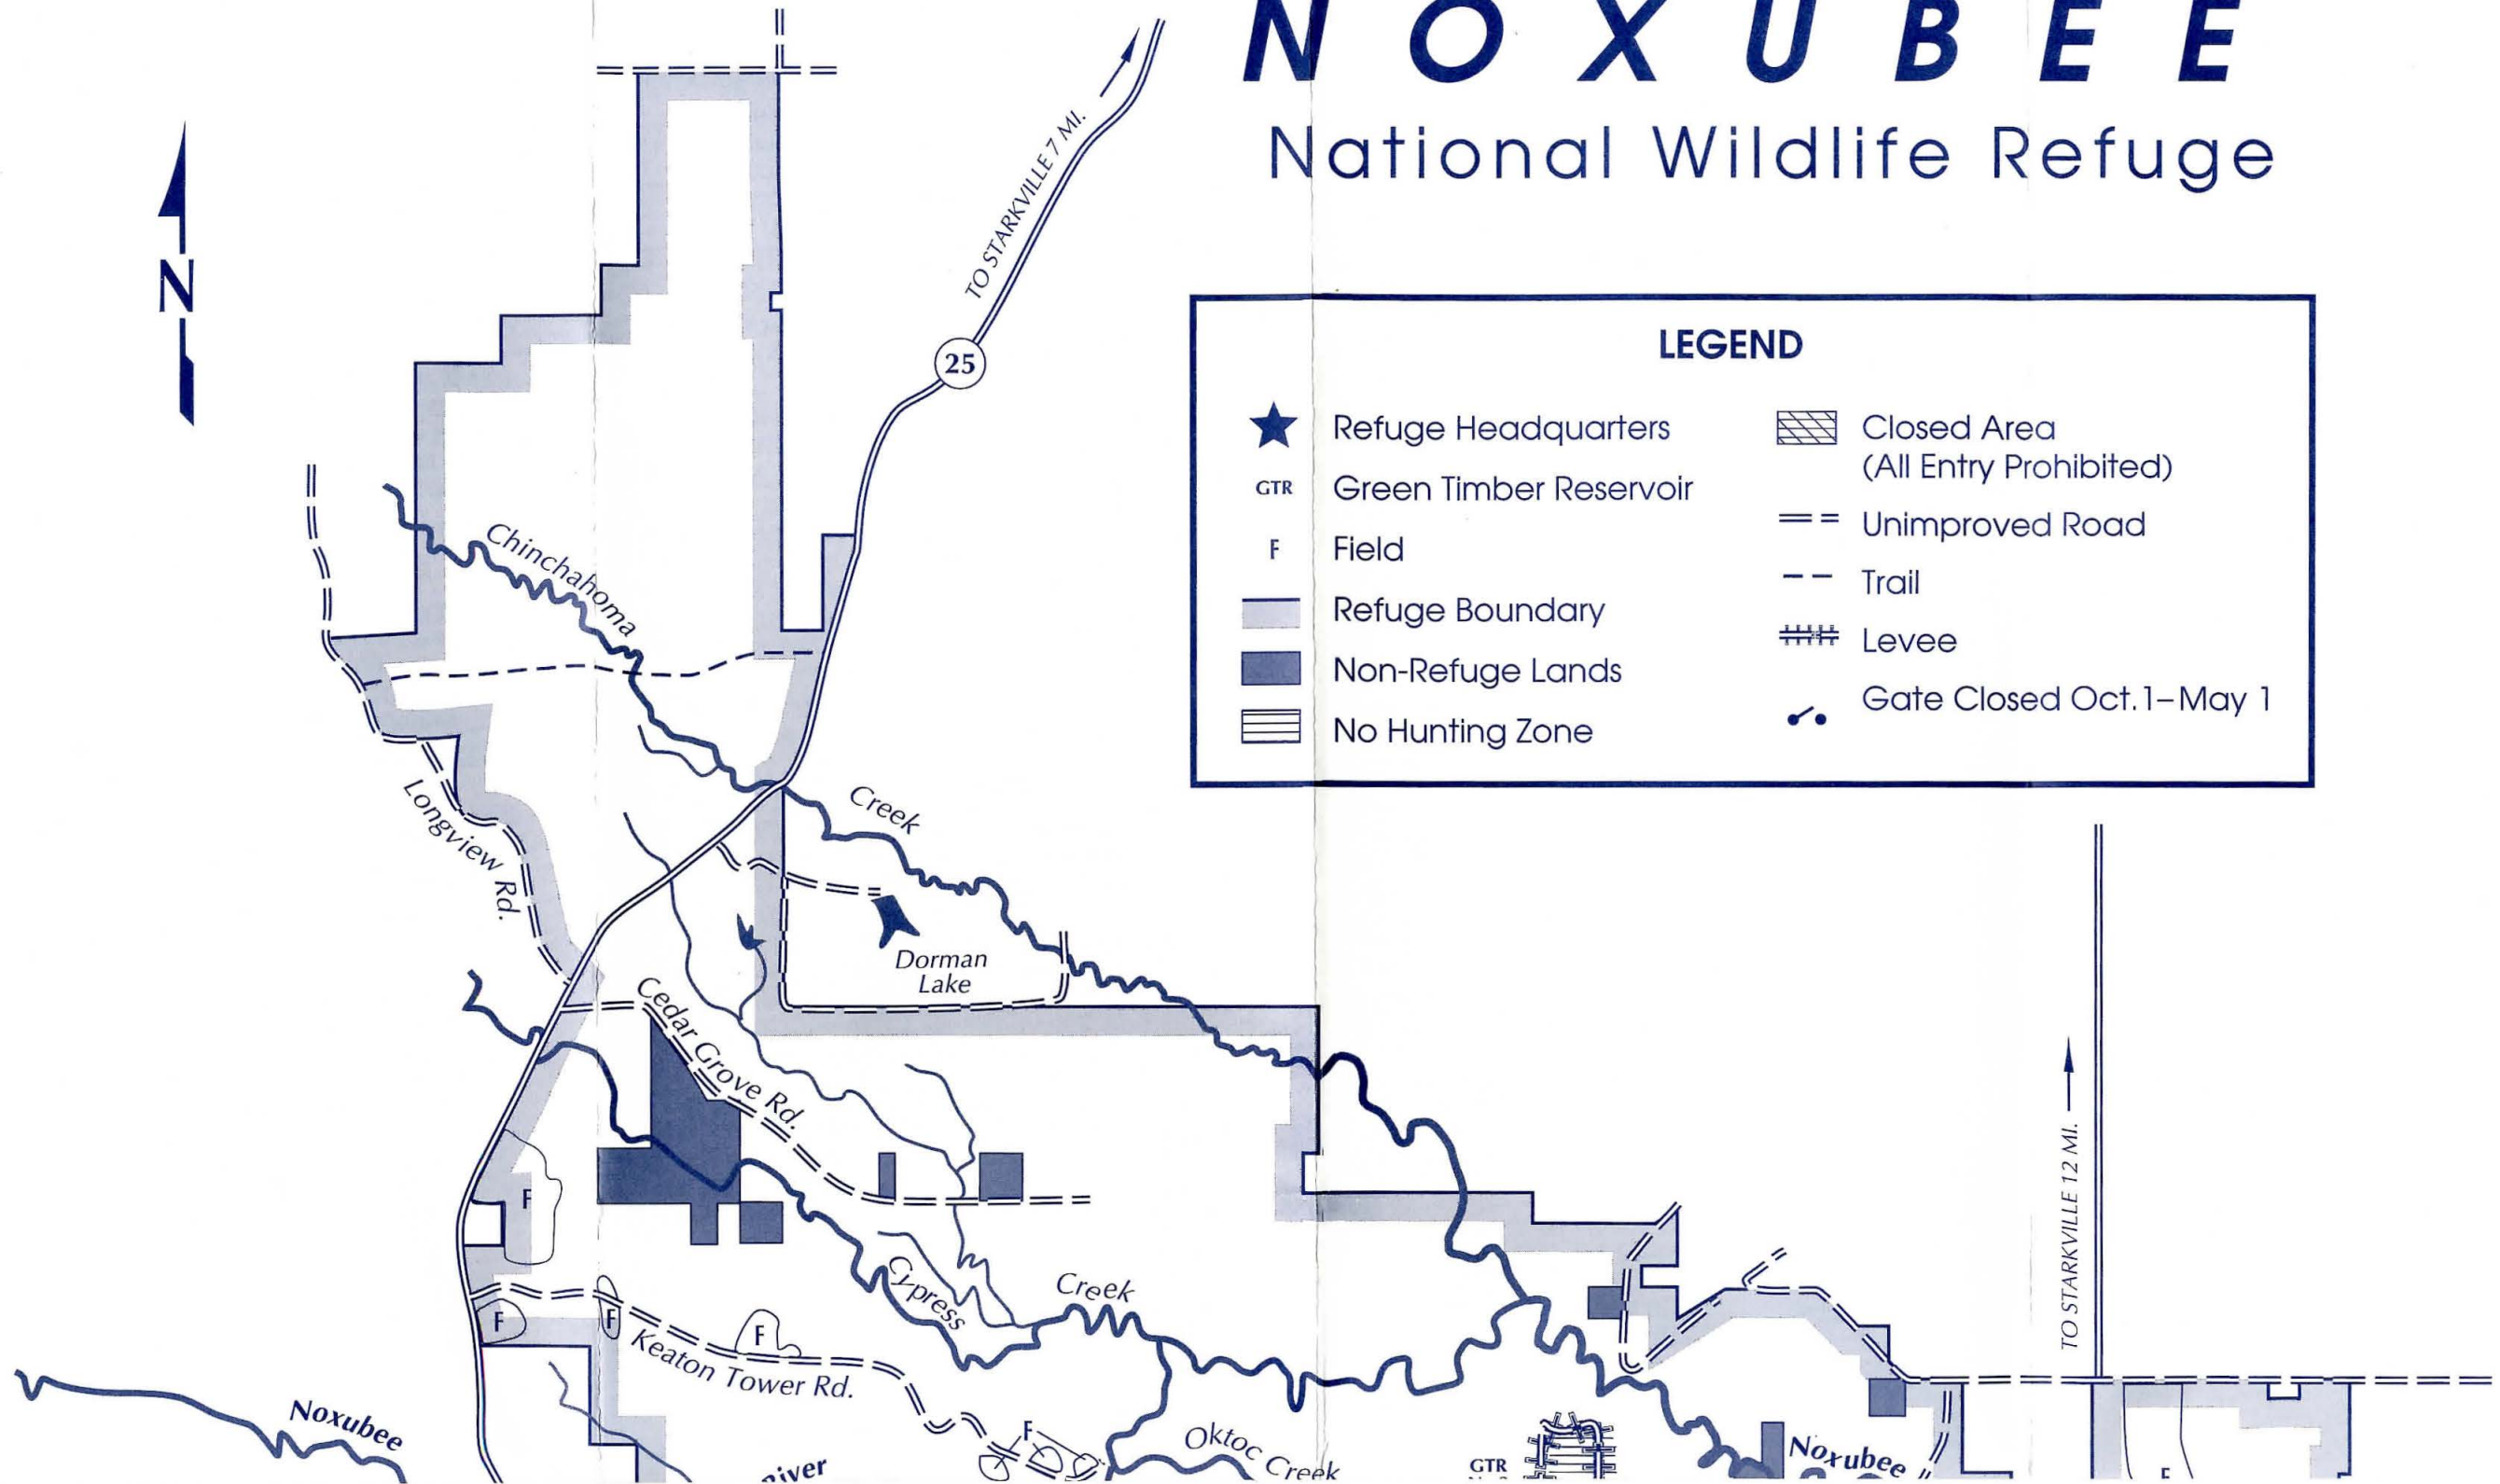 NOXUBEE
National Wildlife Refuge
N
TO STARKVILLE 7 MI.
25
LEGEND
Refuge Headquarters
GTR Green Timber Reservoir
F Field
Refuge Boundary
Non-Refuge Lands
No Hunting Zone
Closed Area
(All Entry Prohibited)
Unimproved Road
Trail
Levee
Gate Closed Oct. 1–May 1
Chinchahoma
Creek
Longview Rd.
Dorman
Lake
Cedar Grove Rd.
TO STARKVILLE 12 MI.
F
Cypress
Creek
F
F
F
Keaton Tower Rd.
Noxubee
River
F
Oktoc Creek
GTR
Noxubee
F